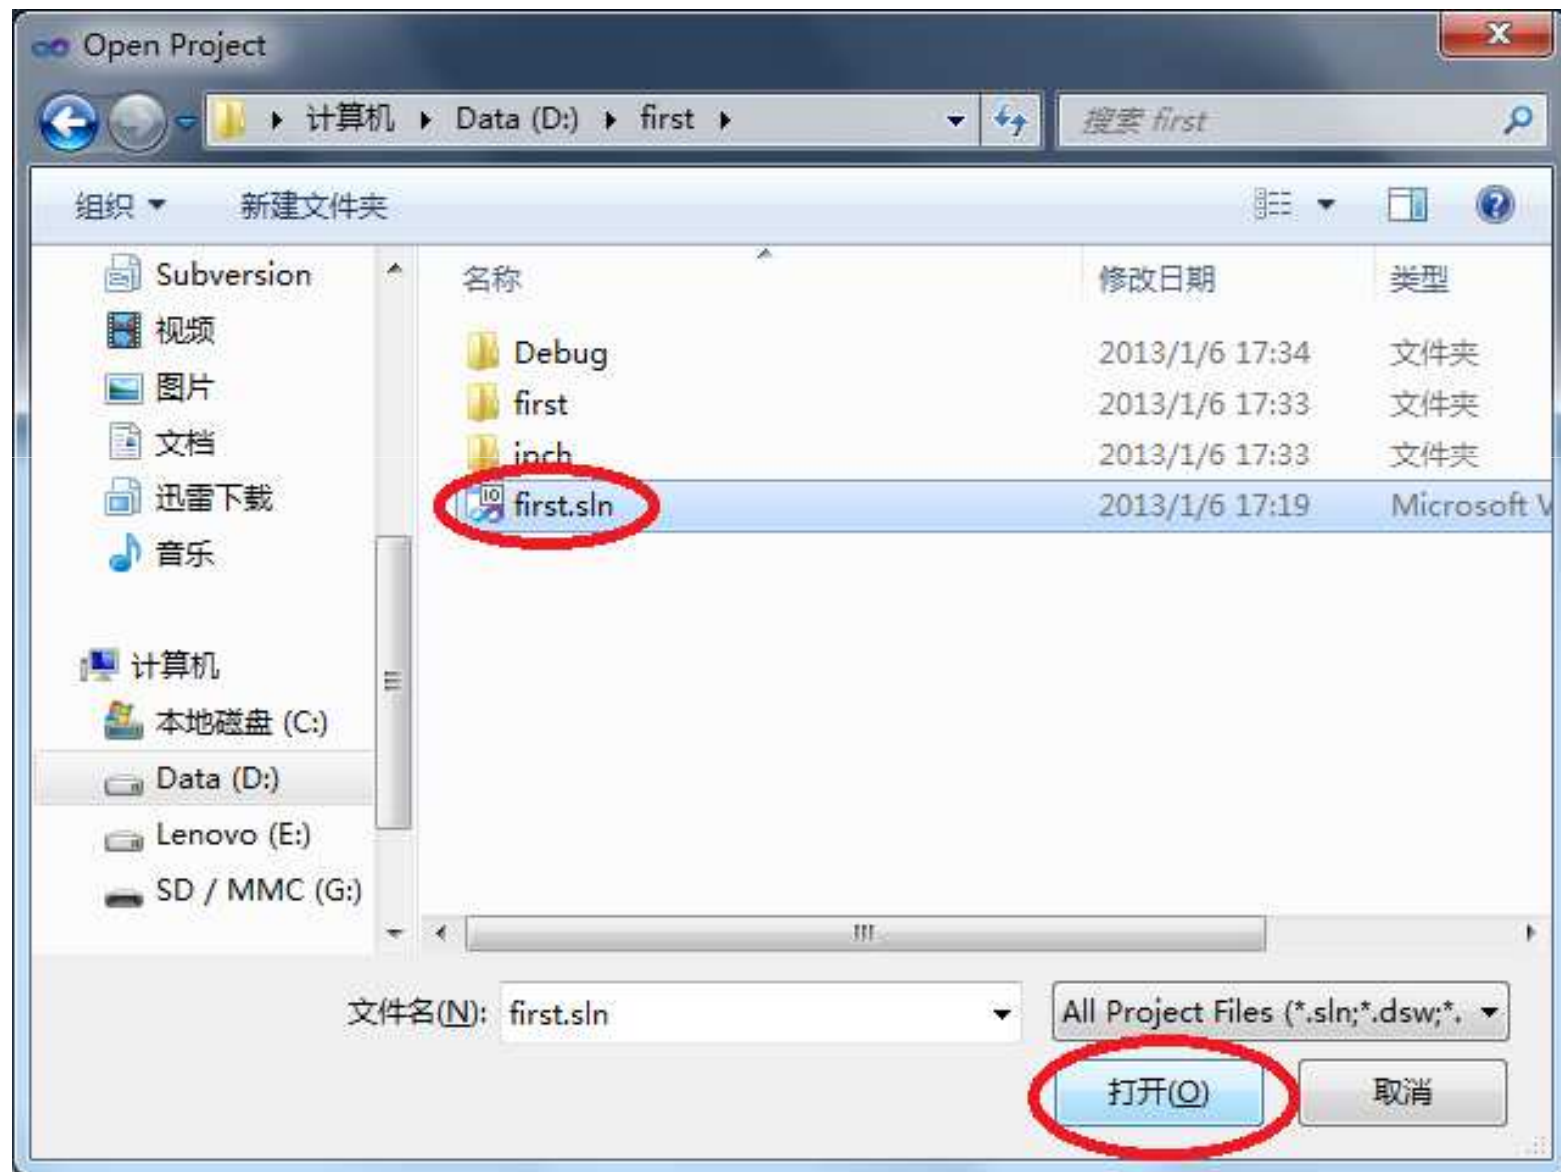 Open Project
计算机 Data (D:) first 搜索 first
组织 新建文件夹
名称 修改日期 类型
Subversion
视频
图片
文档
迅雷下载
音乐
计算机
本地磁盘 (C:)
Data (D:)
Lenovo (E:)
SD / MMC (G:)
Debug 2013/1/6 17:34 文件夹
first 2013/1/6 17:33 文件夹
ipch 2013/1/6 17:33 文件夹
10 first.sln 2013/1/6 17:19 Microsoft V
文件名(N): first.sln All Project Files (*.sln;*.dsw;*.
打开(O) 取消